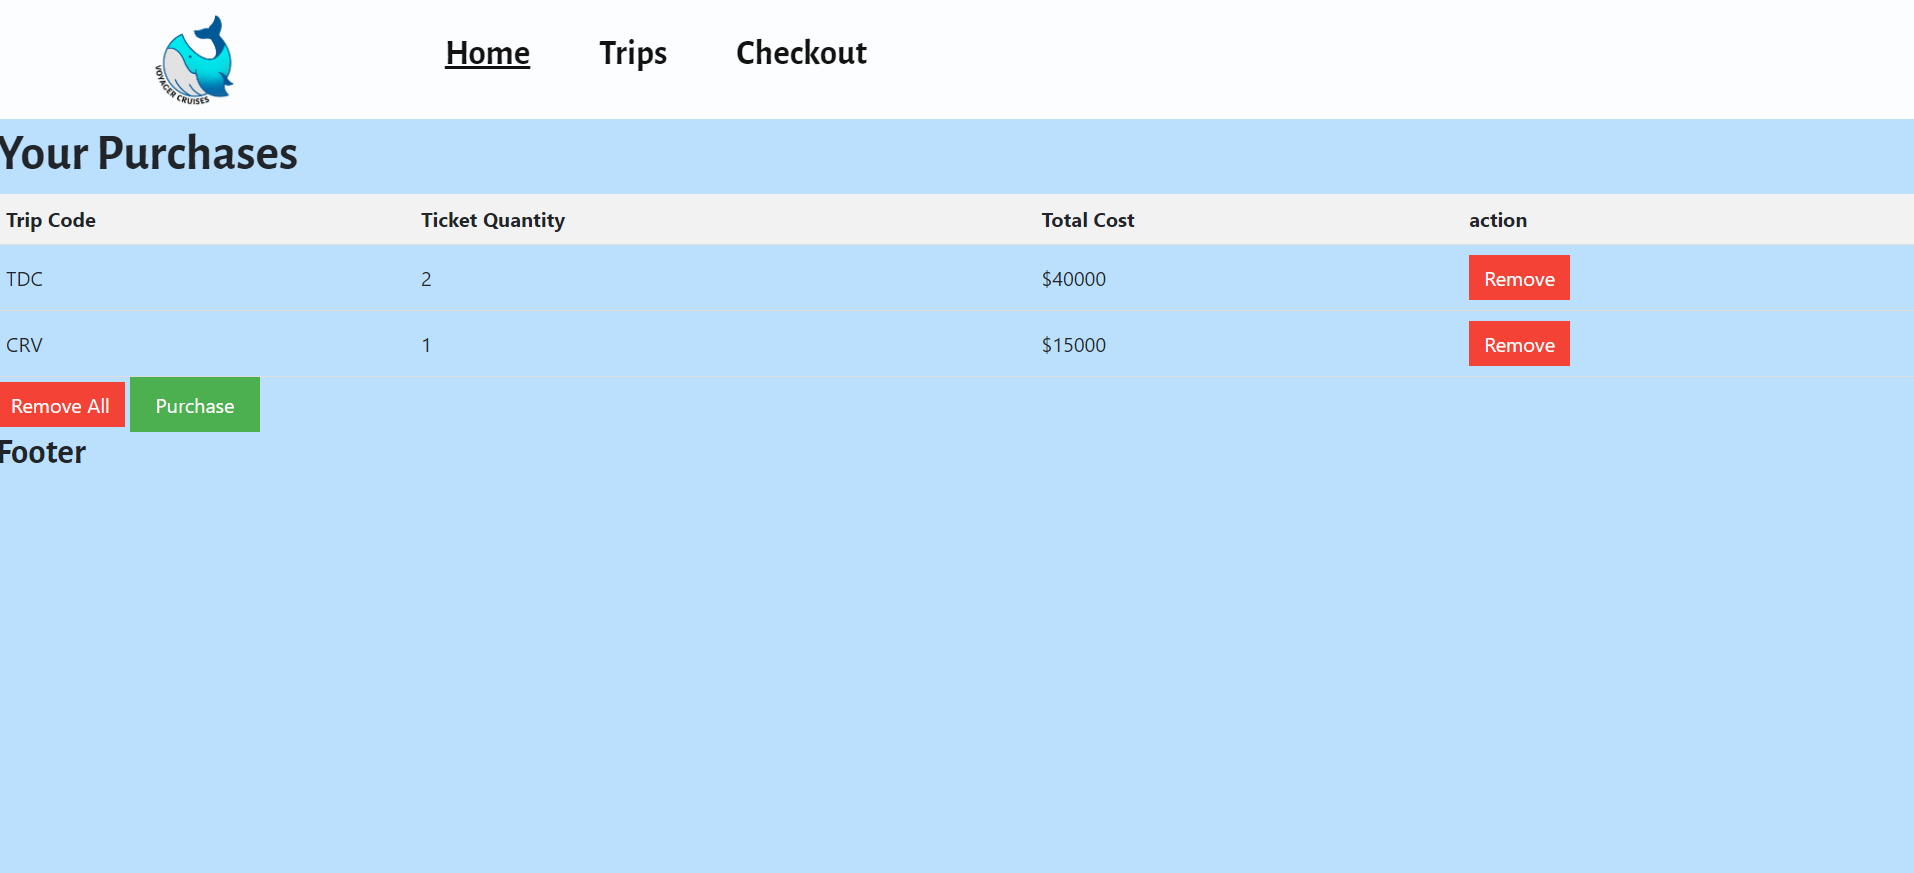 VOYAGER CRUISES
Home Trips Checkout
Your Purchases
Trip Code Ticket Quantity Total Cost action
TDC 2 $40000 Remove
CRV 1 $15000 Remove
Remove All Purchase
Footer